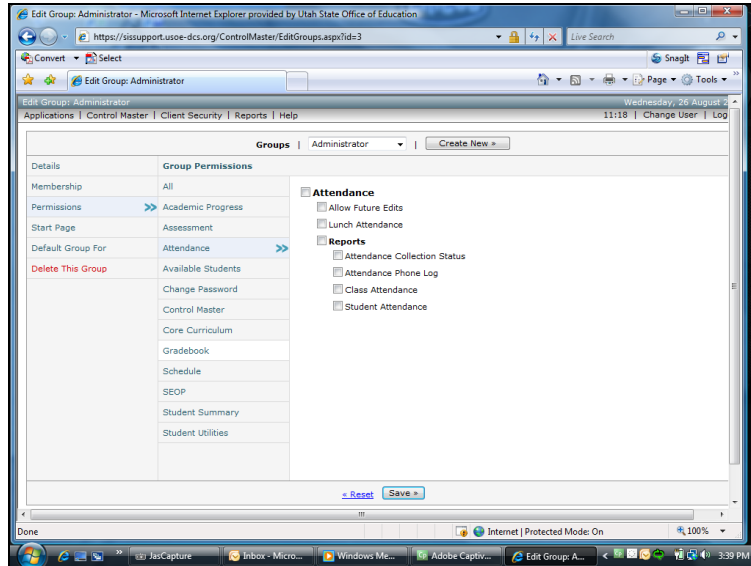 Edit Group: Administrator - Microsoft Internet Explorer provided by Utah State Office of Education
https://sissupport.usoe-dcs.org/ControlMaster/EditGroups.aspx?id=3
Live Search
Convert
Select
SnagIt
Edit Group: Administrator
Page
Tools
Edit Group: Administrator
Wednesday, 26 August 2
Applications | Control Master | Client Security | Reports | Help
11:18 | Change User | Log
Groups | Administrator | Create New »
Details
Group Permissions
Membership
All
Permissions
Academic Progress
Start Page
Assessment
Default Group For
Attendance
Delete This Group
Available Students
Change Password
Control Master
Core Curriculum
Gradebook
Schedule
SEOP
Student Summary
Student Utilities
Attendance
Allow Future Edits
Lunch Attendance
Reports
Attendance Collection Status
Attendance Phone Log
Class Attendance
Student Attendance
« Reset
Save »
Done
Internet | Protected Mode: On
100%
JasCapture
Inbox - Micro...
Windows Me...
Adobe Captiv...
Edit Group: A...
3:39 PM